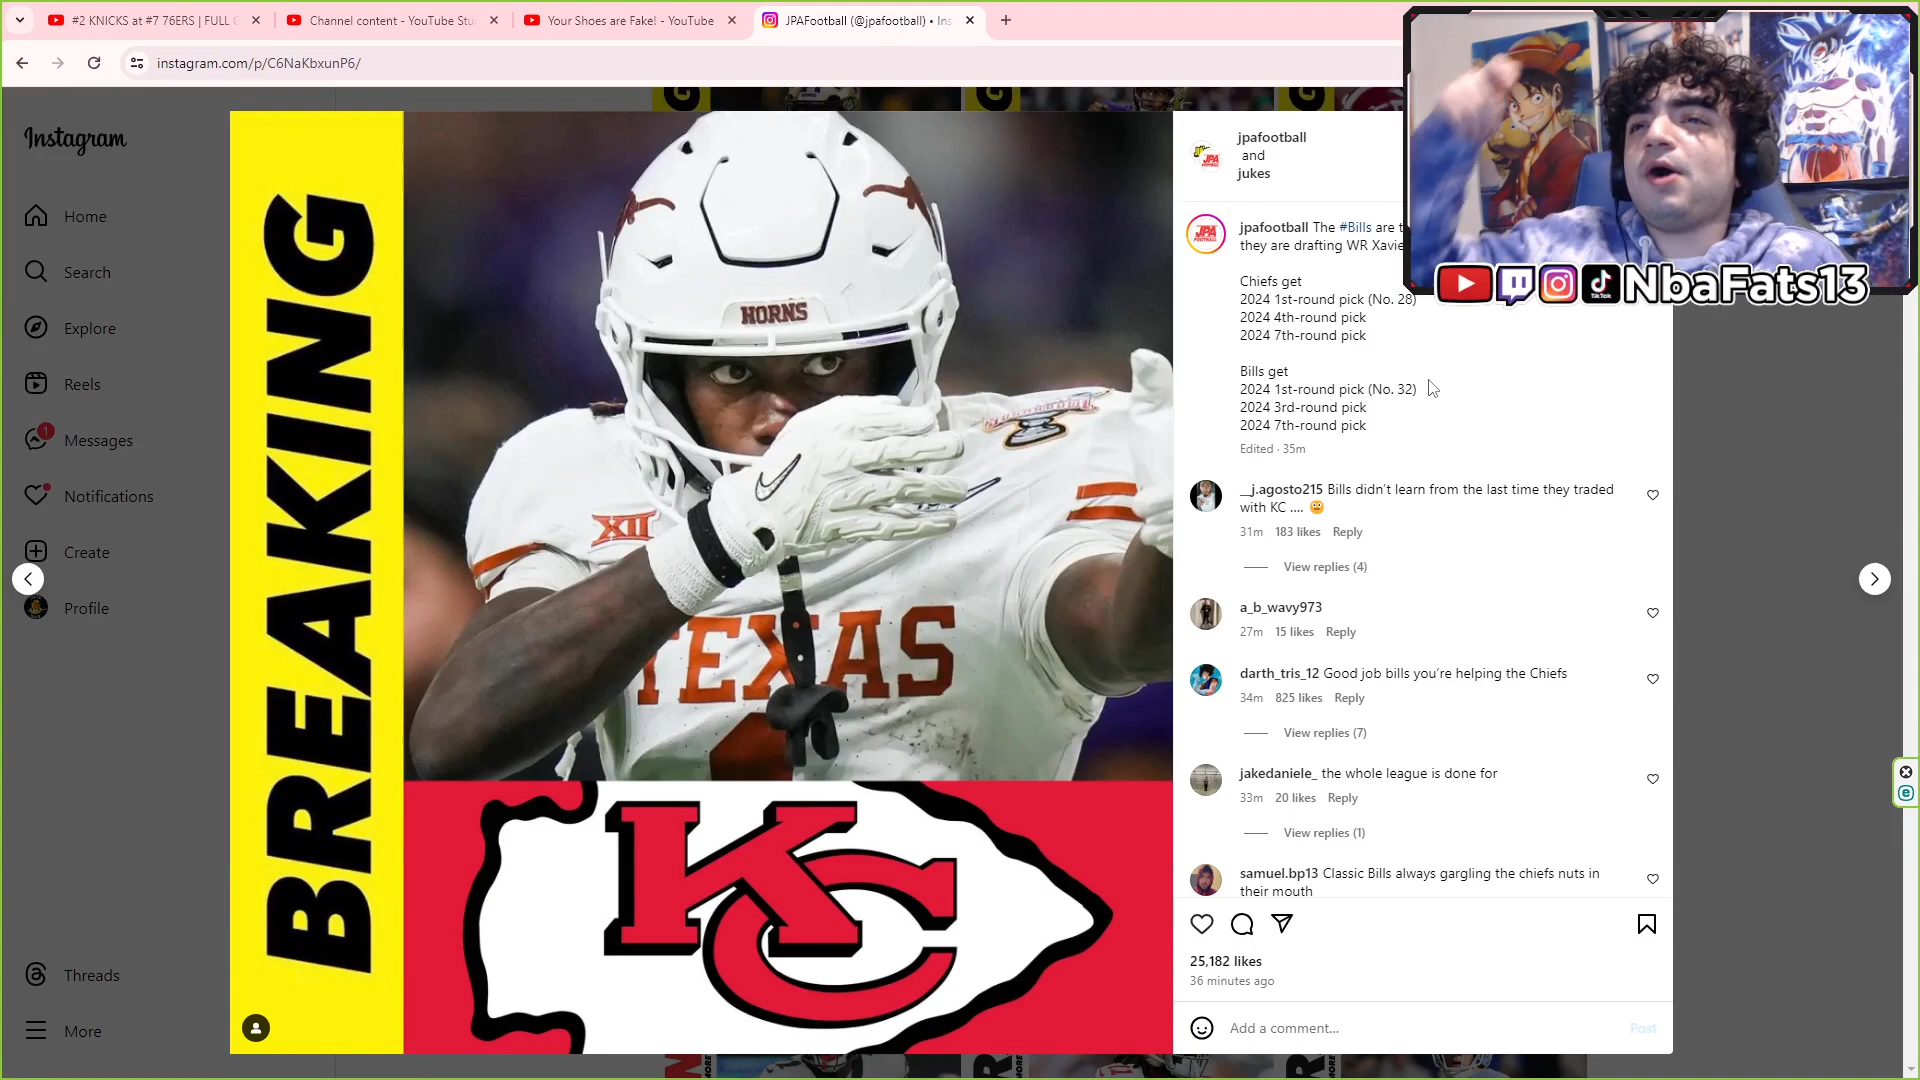 #2 KNICKS at #7 76ERS | FULL
Channel content - YouTube Stu
Your Shoes are Fake! - YouTube
JPAFootball (@jpafootball) • Ins
instagram.com/p/C6NaKbxunP6/
Instagram
Home
Search
Explore
Reels
1
Messages
Notifications
Create
Profile
Threads
More
BREAKING
HORNS
XII
TEXAS
KC
jpafootball
and
jukes
JPA
FOOTBALL
jpafootball The #Bills are
they are drafting WR Xavie
Chiefs get
2024 1st-round pick (No. 28)
2024 4th-round pick
2024 7th-round pick
Bills get
2024 1st-round pick (No. 32)
2024 3rd-round pick
2024 7th-round pick
Edited · 35m
__j.agosto215 Bills didn't learn from the last time they traded
with KC ....
31m 183 likes Reply
View replies (4)
a_b_wavy973
27m 15 likes Reply
darth_tris_12 Good job bills you're helping the Chiefs
34m 825 likes Reply
View replies (7)
jakedaniele_ the whole league is done for
33m 20 likes Reply
View replies (1)
samuel.bp13 Classic Bills always gargling the chiefs nuts in
their mouth
25,182 likes
36 minutes ago
Add a comment...
Post
TikTok
NbaFats13